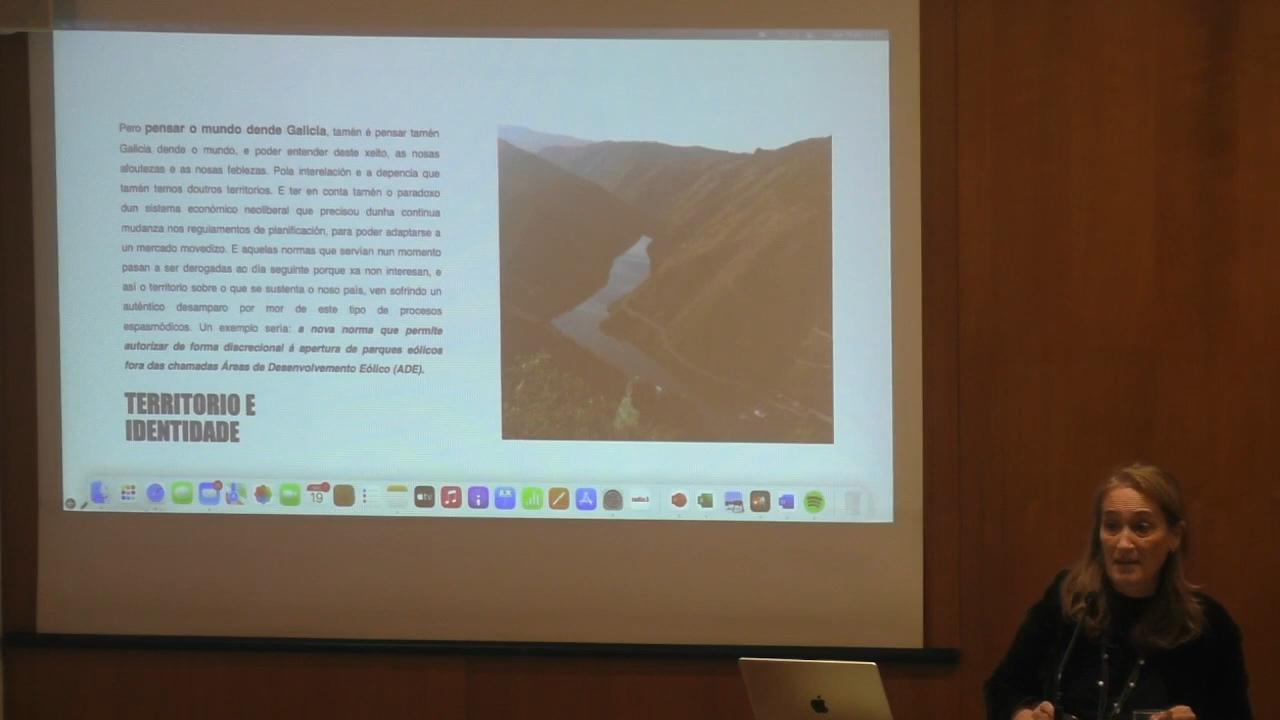 Pero pensar o mundo dende Galicia, tamén é pensar tamén
Galicia dende o mundo, e poder entender deste xeito, as nosas
afoutezas e as nosas feblezas. Pola interelación e a depencia que
tamén temos doutros territorios. E ter en conta tamén o paradoxo
dun sistema económico neoliberal que precisou dunha continua
mudanza nos regulamentos de planificación, para poder adaptarse a
un mercado movedizo. E aquelas normas que servían nun momento
pasan a ser derogadas ao día seguinte porque xa non interesan, e
así o territorio sobre o que se sustenta o noso país, ven sofrindo un
auténtico desamparo por mor de este tipo de procesos
espasmódicos. Un exemplo sería: a nova norma que permite
autorizar de forma discrecional á apertura de parques eólicos
fora das chamadas Áreas de Desenvolvemento Eólico (ADE).
TERRITORIO E
IDENTIDADE
19
tv
radio3